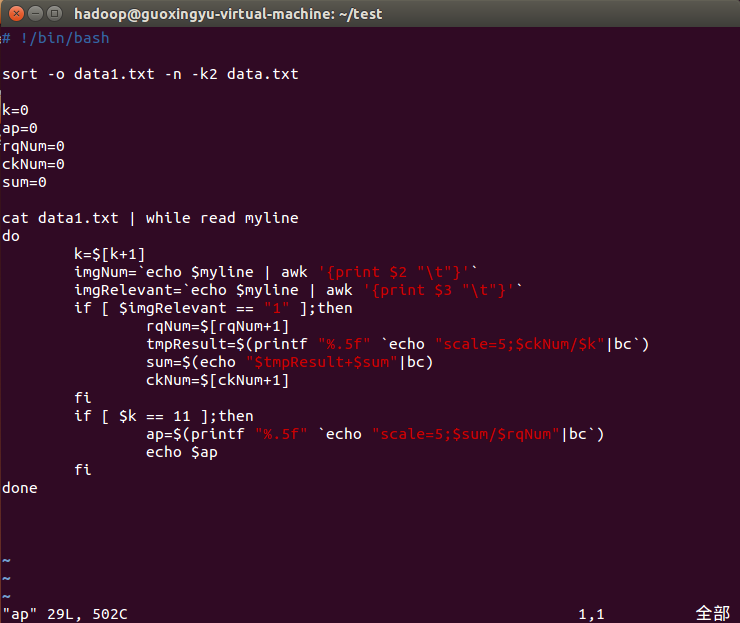 hadoop@guoxingyu-virtual-machine: ~/test
# !/bin/bash
sort -o data1.txt -n -k2 data.txt
k=0
ap=0
rqNum=0
ckNum=0
sum=0
cat data1.txt | while read myline
do
k=$[k+1]
imgNum=`echo $myline | awk '{print $2 "\t"}'`
imgRelevant=`echo $myline | awk '{print $3 "\t"}'`
if [ $imgRelevant == "1" ];then
rqNum=$[rqNum+1]
tmpResult=$(printf "%.5f" `echo "scale=5;$ckNum/$k"|bc`)
sum=$(echo "$tmpResult+$sum"|bc)
ckNum=$[ckNum+1]
fi
if [ $k == 11 ];then
ap=$(printf "%.5f" `echo "scale=5;$sum/$rqNum"|bc`)
echo $ap
fi
done
~
~
~
"ap" 29L, 502C 1,1 全部